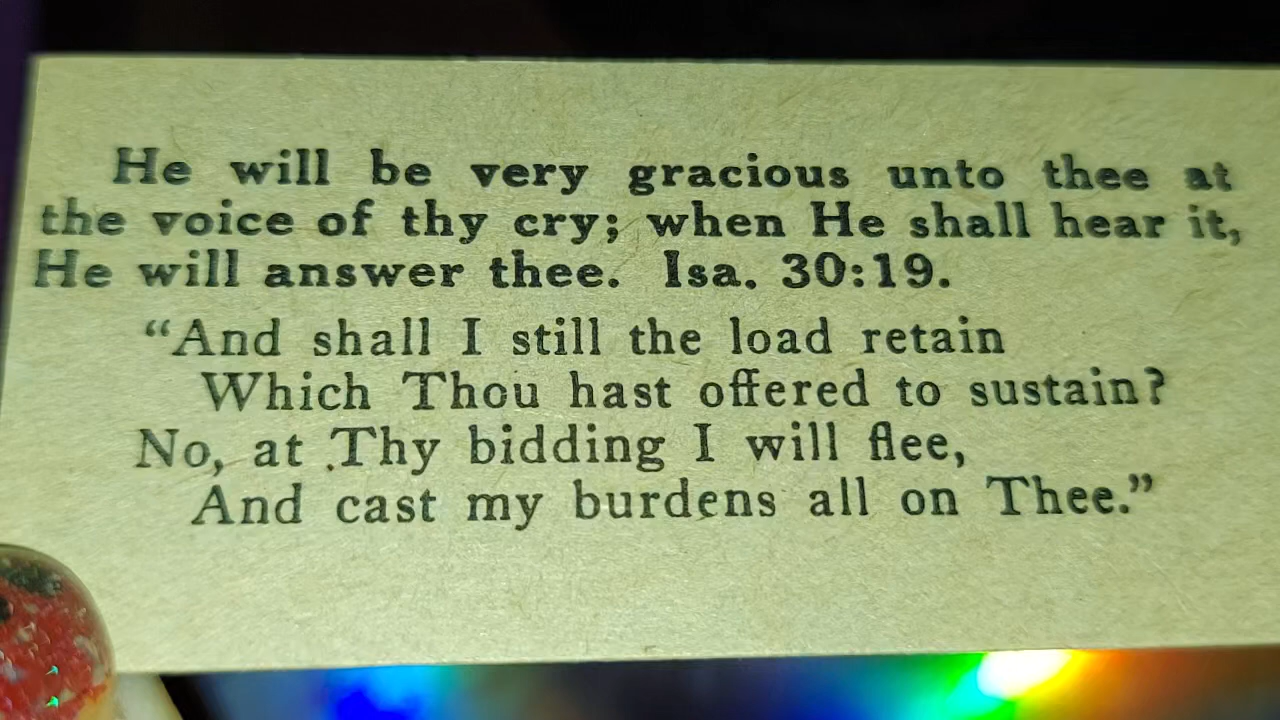 He will be very gracious unto thee at
the voice of thy cry; when He shall hear it,
He will answer thee. Isa. 30:19.
“And shall I still the load retain
Which Thou hast offered to sustain?
No, at Thy bidding I will flee,
And cast my burdens all on Thee.”